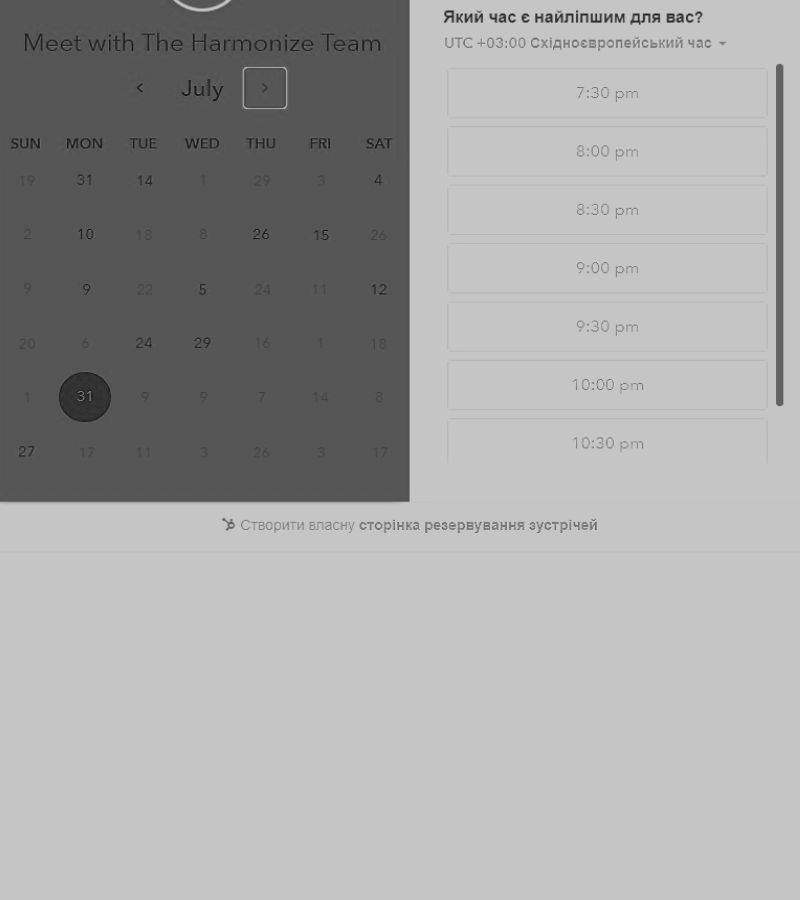 Meet with The Harmonize Team
July
SUN MON TUE WED THU FRI SAT
19 31 14 1 29 3 4
2 10 18 8 26 15 26
9 9 22 5 24 11 12
20 6 24 29 16 1 18
1 31 9 9 7 14 8
27 17 11 3 26 3 17
Який час є найліпшим для вас?
UTC +03:00 Східноєвропейський час
7:30 pm
8:00 pm
8:30 pm
9:00 pm
9:30 pm
10:00 pm
10:30 pm
Створити власну сторінка резервування зустрічей